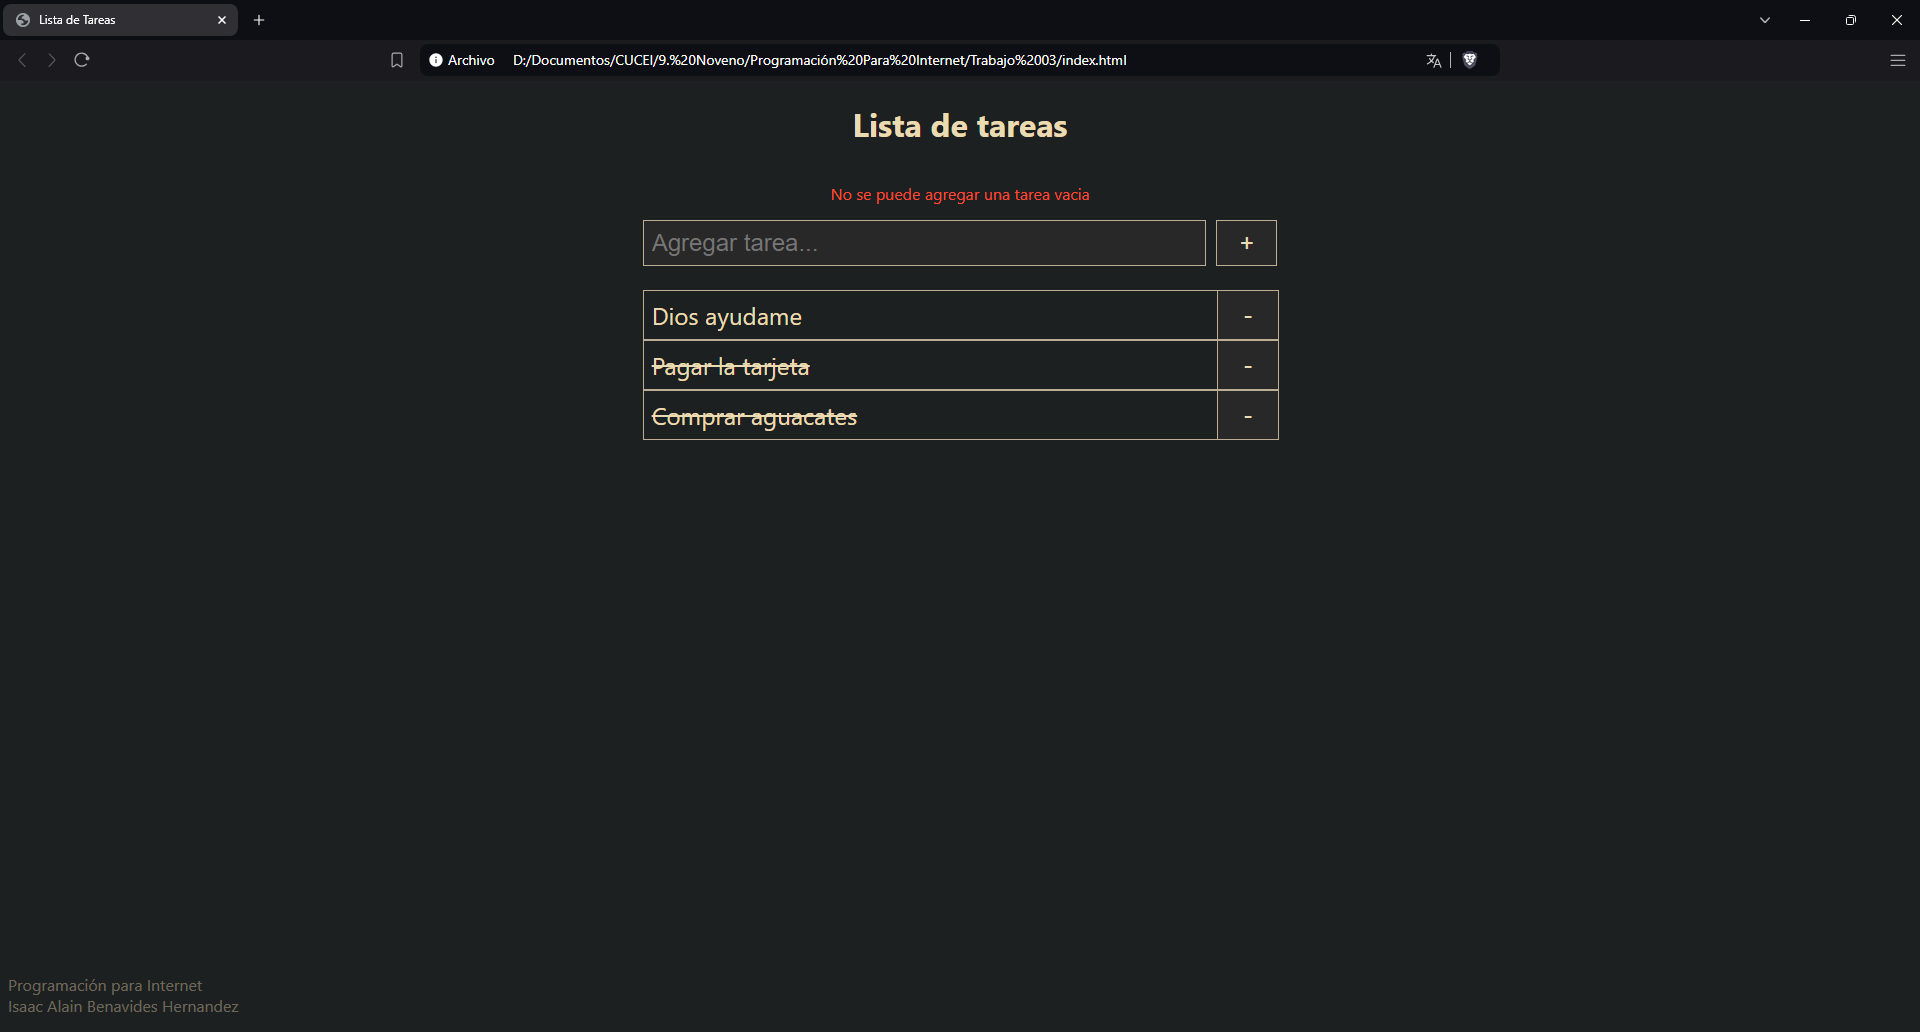 Lista de Tareas
Archivo D:/Documentos/CUCEI/9.%20Noveno/Programación%20Para%20Internet/Trabajo%2003/index.html
Lista de tareas
No se puede agregar una tarea vacia
Agregar tarea... +
Dios ayudame -
Pagar la tarjeta -
Comprar aguacates -
Programación para Internet
Isaac Alain Benavides Hernandez